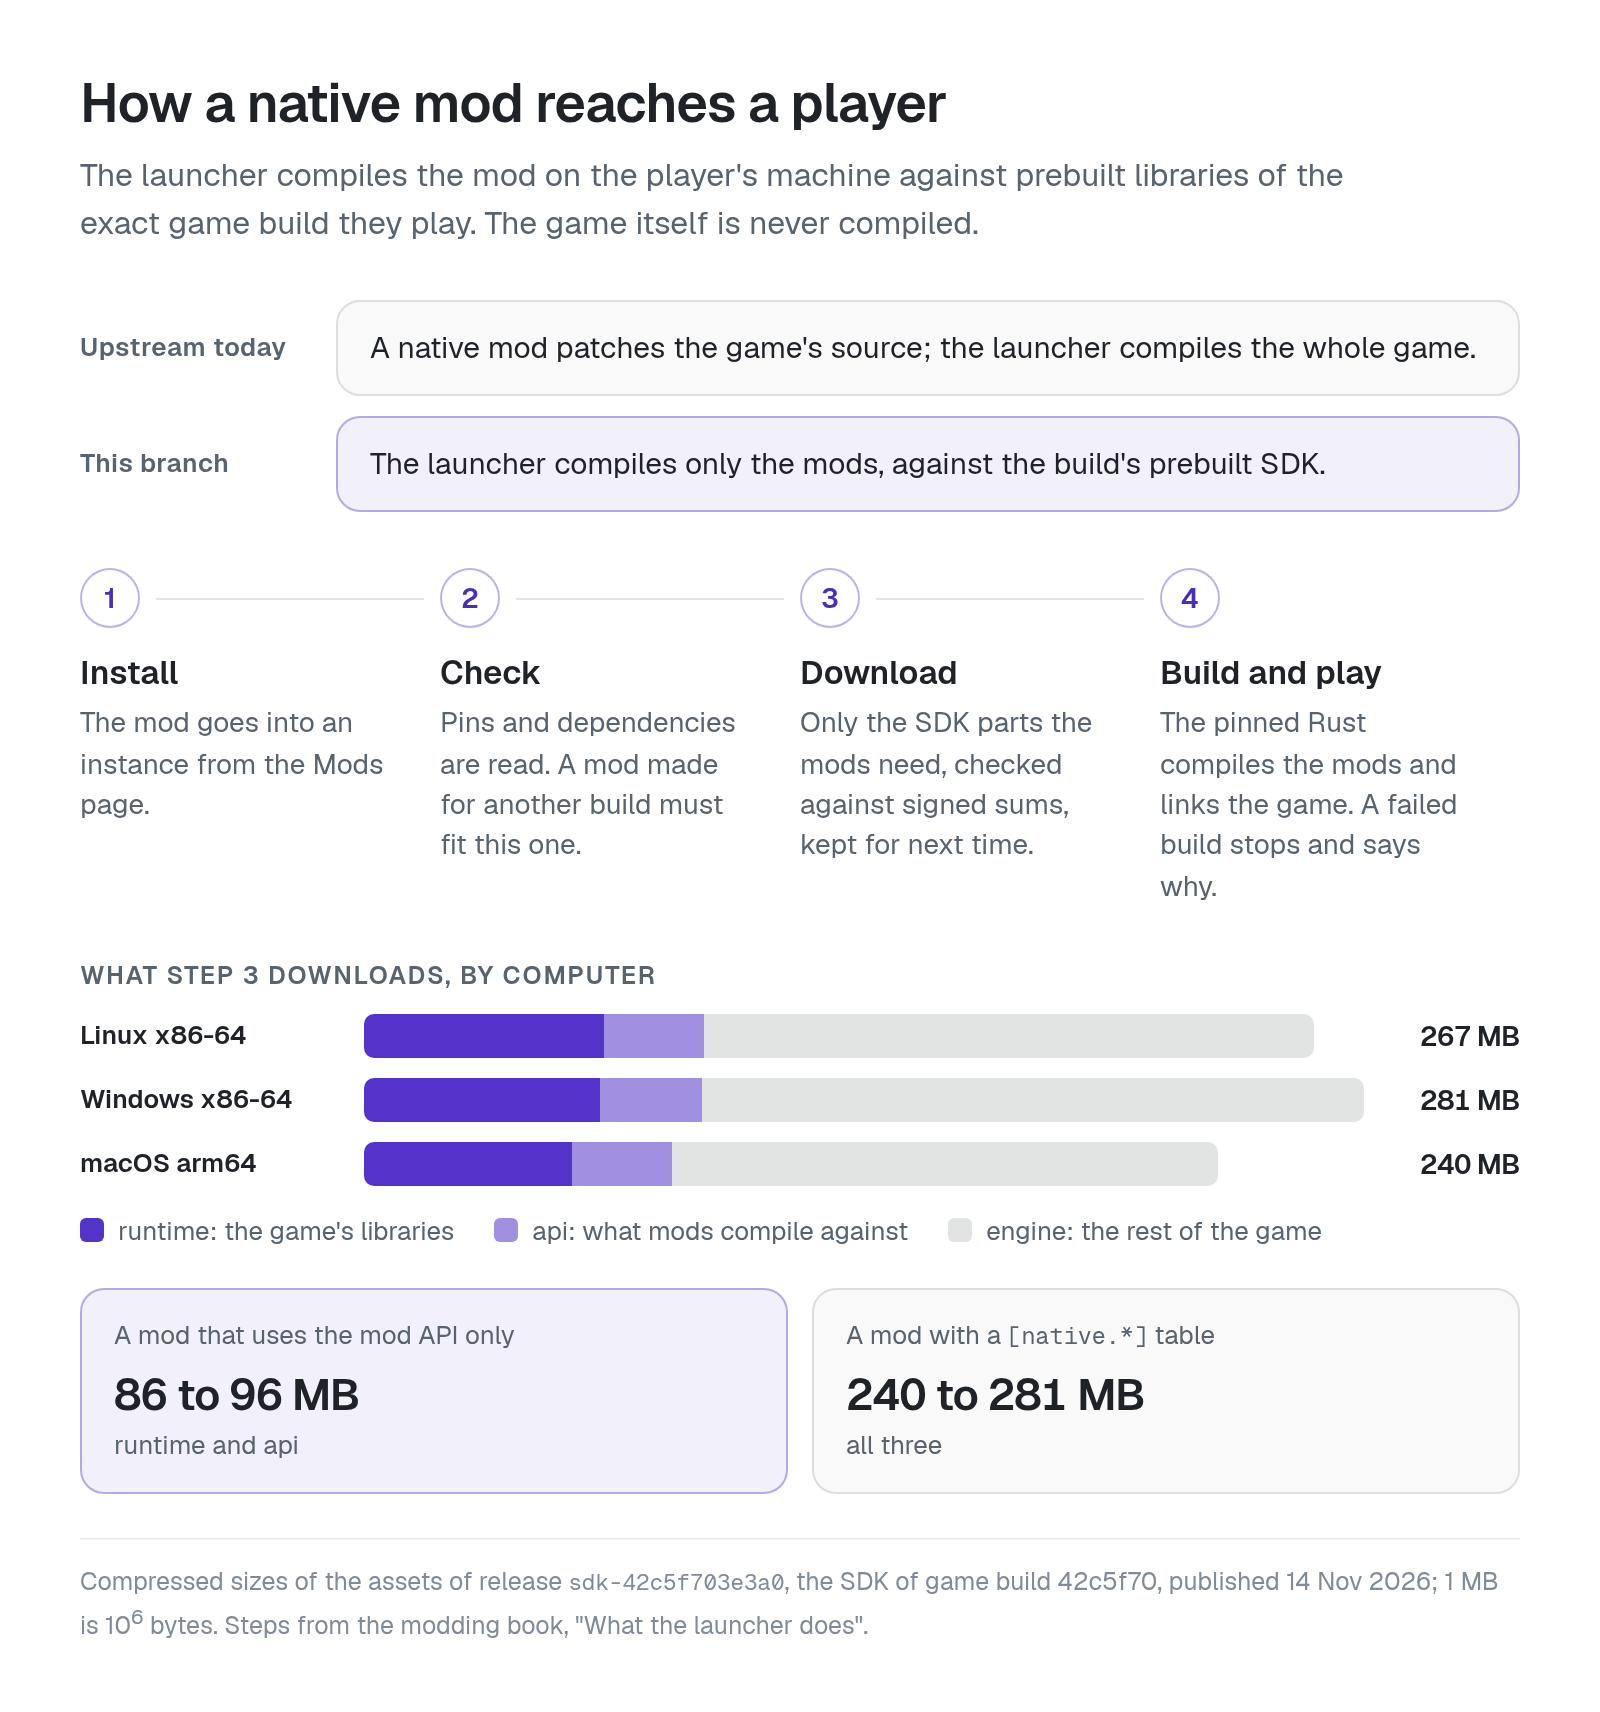 How a native mod reaches a player
The launcher compiles the mod on the player's machine against prebuilt libraries of the
exact game build they play. The game itself is never compiled.
Upstream today
A native mod patches the game's source; the launcher compiles the whole game.
This branch
The launcher compiles only the mods, against the build's prebuilt SDK.
1
Install
The mod goes into an
instance from the Mods
page.
2
Check
Pins and dependencies
are read. A mod made
for another build must
fit this one.
3
Download
Only the SDK parts the
mods need, checked
against signed sums,
kept for next time.
4
Build and play
The pinned Rust
compiles the mods and
links the game. A failed
build stops and says
why.
WHAT STEP 3 DOWNLOADS, BY COMPUTER
Linux x86-64
267 MB
Windows x86-64
281 MB
macOS arm64
240 MB
runtime: the game's libraries
api: what mods compile against
engine: the rest of the game
A mod that uses the mod API only
86 to 96 MB
runtime and api
A mod with a [native.*] table
240 to 281 MB
all three
Compressed sizes of the assets of release sdk-42c5f703e3a0, the SDK of game build 42c5f70, published 14 Nov 2026; 1 MB
is 10⁶ bytes. Steps from the modding book, "What the launcher does".